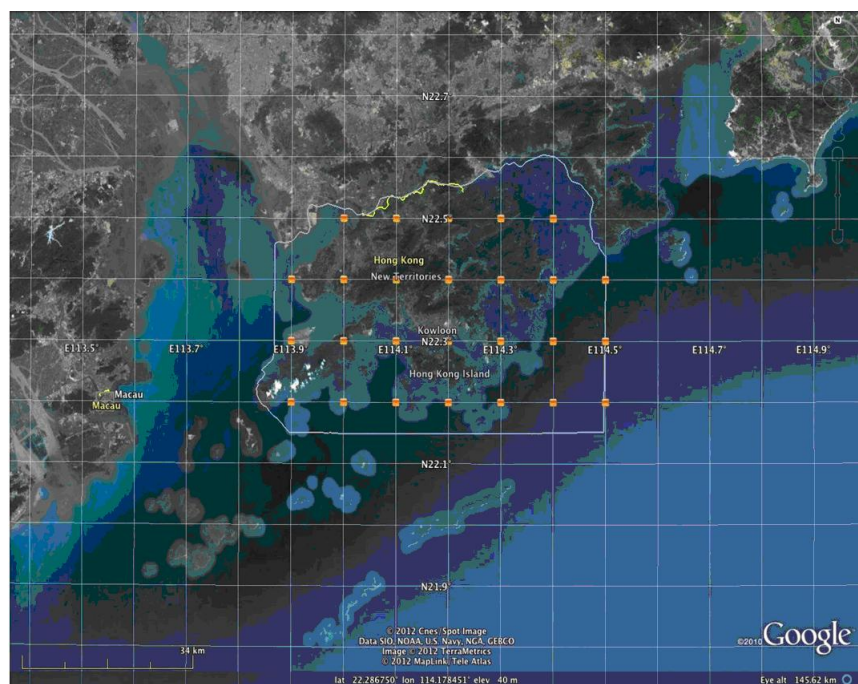 N
N22.7°
N22.5°
Hong Kong
New Territories
Kowloon
N22.3°
E113.5° E113.7° E113.9° E114.1° E114.3° E114.5° E114.7° E114.9°
Hong Kong Island
Macau
Macau
N22.1°
N21.9°
© 2012 Cnes/Spot Image
Data SIO, NOAA, U.S. Navy, NGA, GEBCO
Image © 2012 TerraMetrics
© 2012 MapLink/Tele Atlas
©2010 Google
34 km
lat 22.286750° lon 114.178451° elev 40 m
Eye alt 145.62 km